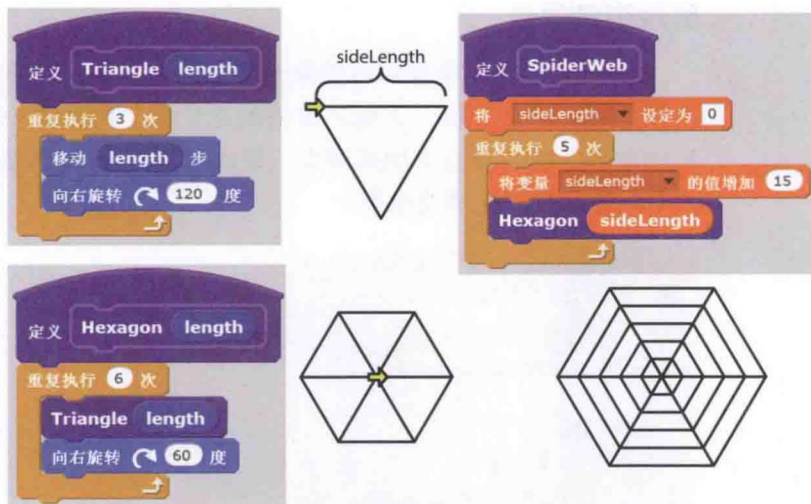 定义 Triangle length
重复执行 3 次
移动 length 步
向右旋转 120 度
sideLength
定义 SpiderWeb
将 sideLength 设定为 0
重复执行 5 次
将变量 sideLength 的值增加 15
Hexagon sideLength
定义 Hexagon length
重复执行 6 次
Triangle length
向右旋转 60 度